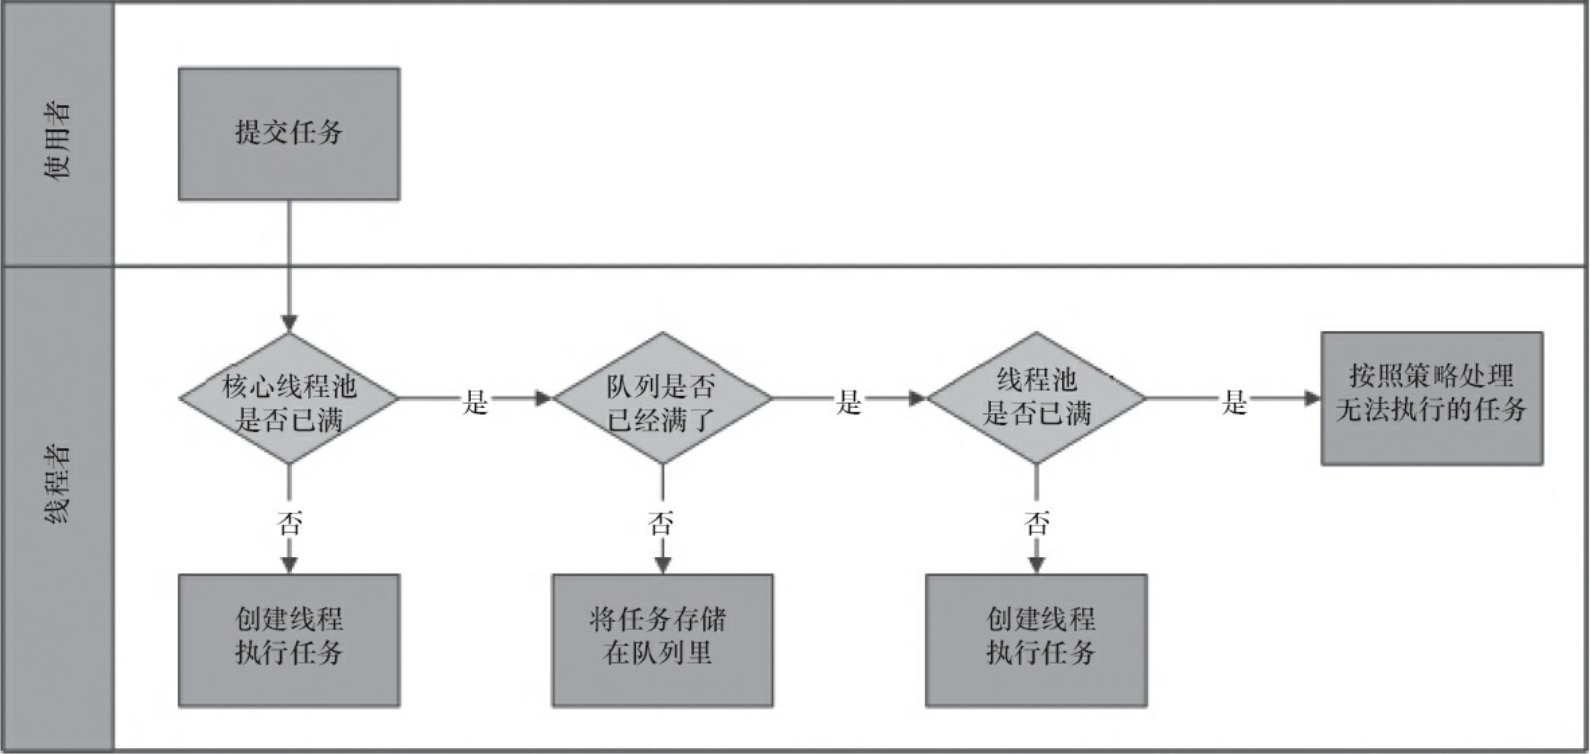 使用者
提交任务
线程者
核心线程池
是否已满
是
队列是否
已经满了
是
线程池
是否已满
是
按照策略处理
无法执行的任务
否
否
否
创建线程
执行任务
将任务存储
在队列里
创建线程
执行任务